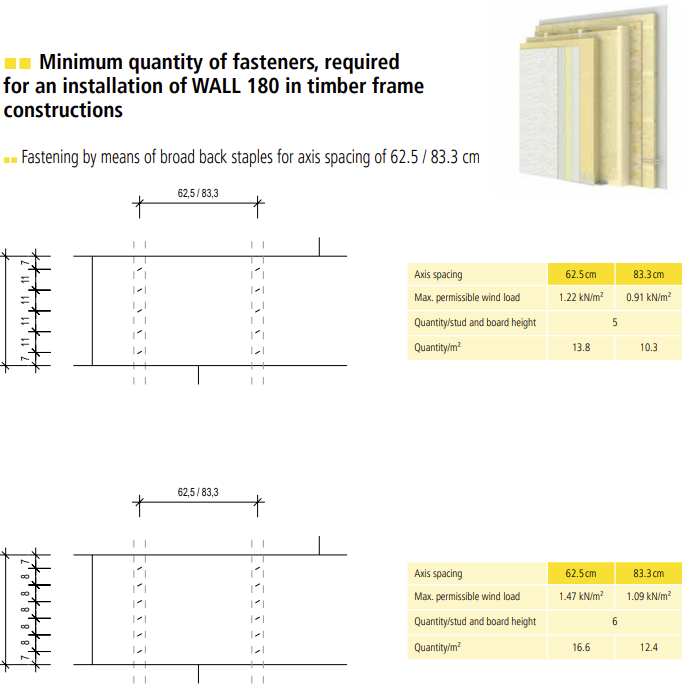 Minimum quantity of fasteners, required
for an installation of WALL 180 in timber frame
constructions
Fastening by means of broad back staples for axis spacing of 62.5 / 83.3 cm
62,5 / 83,3
7
11
11
11
7
Axis spacing 62.5 cm 83.3 cm
Max. permissible wind load 1.22 kN/m² 0.91 kN/m²
Quantity/stud and board height 5
Quantity/m² 13.8 10.3
62,5 / 83,3
7
8
8
8
8
8
7
Axis spacing 62.5 cm 83.3 cm
Max. permissible wind load 1.47 kN/m² 1.09 kN/m²
Quantity/stud and board height 6
Quantity/m² 16.6 12.4